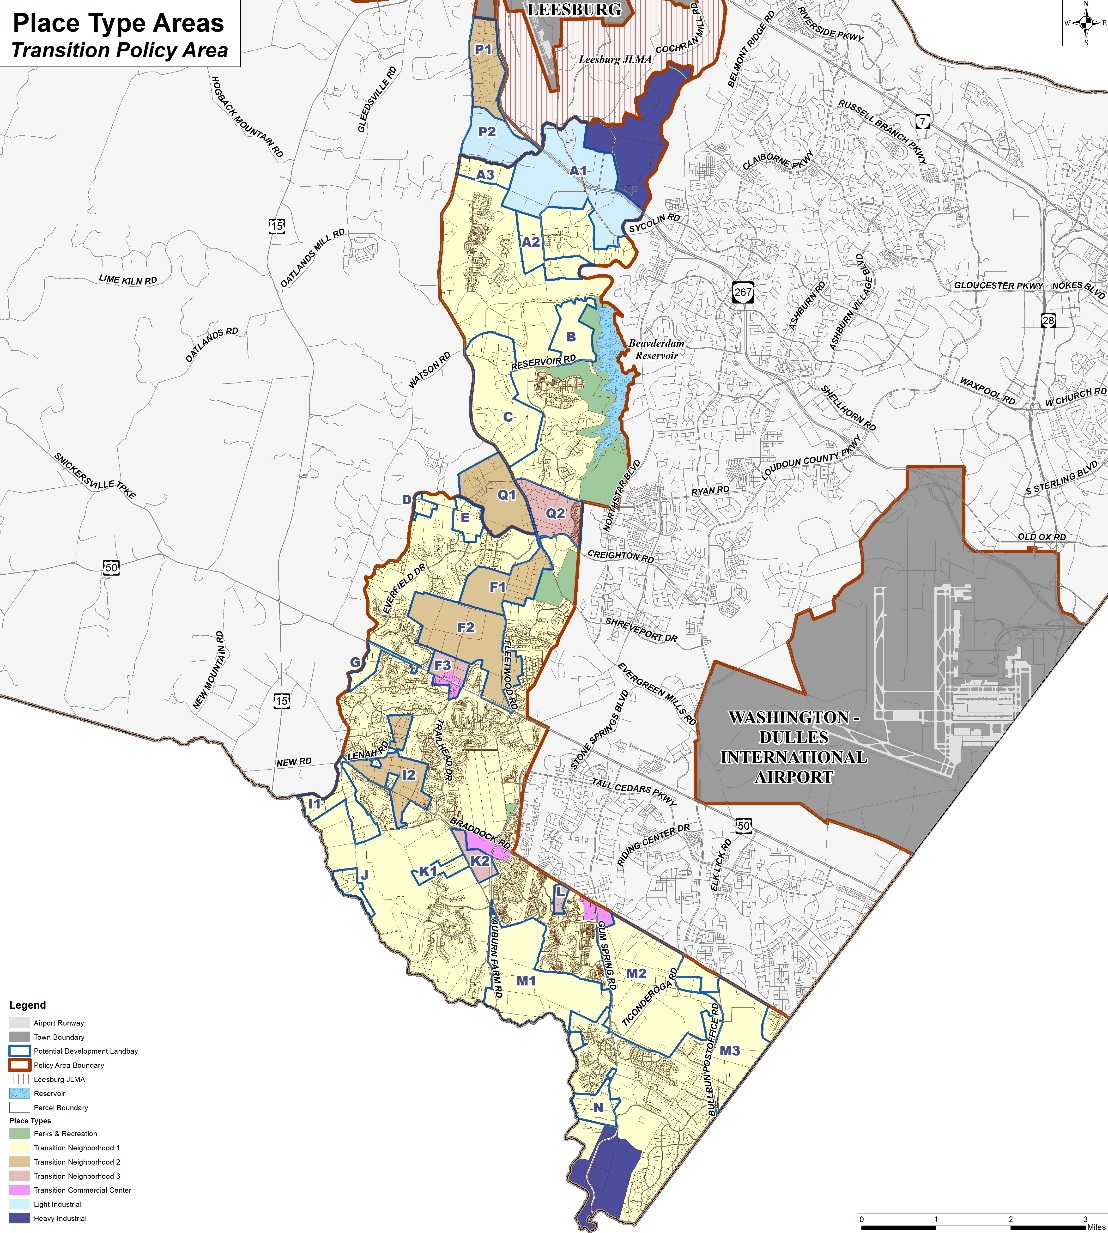 Place Type Areas
Transition Policy Area
LEESBURG
N
W
E
S
P1
COCHRAN MILL RD
Leesburg JLMA
BELMONT RIDGE RD
RIVERSIDE PKWY
HOGBACK MOUNTAIN RD
GLEEDSVILLE RD
RUSSELL BRANCH PKWY
7
P2
CLAIBORNE PKWY
A3
A1
15
SYCOLIN RD
OATLANDS MILL RD
A2
LIME KILN RD
267
ASHBURN RD
ASHBURN VILLAGE BLVD
GLOUCESTER PKWY
NOKES BLVD
28
OATLANDS RD
B
Beaverdam
Reservoir
WATSON RD
RESERVOIR RD
C
SHELLHORN RD
WAXPOOL RD
W CHURCH RD
SNICKERSVILLE TPKE
LOUDOUN COUNTY PKWY
S STERLING BLVD
NORTHSTAR BLVD
RYAN RD
D
Q1
E
Q2
OLD OX RD
50
CREIGHTON RD
EVERFIELD DR
F1
F2
SHREVEPORT DR
FLEETWOOD RD
NEW MOUNTAIN RD
G
F3
EVERGREEN MILLS RD
15
STONE SPRINGS BLVD
WASHINGTON -
DULLES
INTERNATIONAL
AIRPORT
TRAILHEAD DR
LENAH RD
NEW RD
I2
TALL CEDARS PKWY
I1
50
BRADDOCK RD
RIDING CENTER DR
ELK LICK RD
K1
K2
J
L
AUBURN FARM RD
GUM SPRING RD
M1
M2
TICONDEROGA RD
BULL RUN POST OFFICE RD
M3
N
Legend
Airport Runway
Town Boundary
Potential Development Landbay
Policy Area Boundary
Leesburg JLMA
Reservoir
Parcel Boundary
Place Types
Parks & Recreation
Transition Neighborhood 1
Transition Neighborhood 2
Transition Neighborhood 3
Transition Commercial Center
Light Industrial
Heavy Industrial
0 1 2 3
Miles